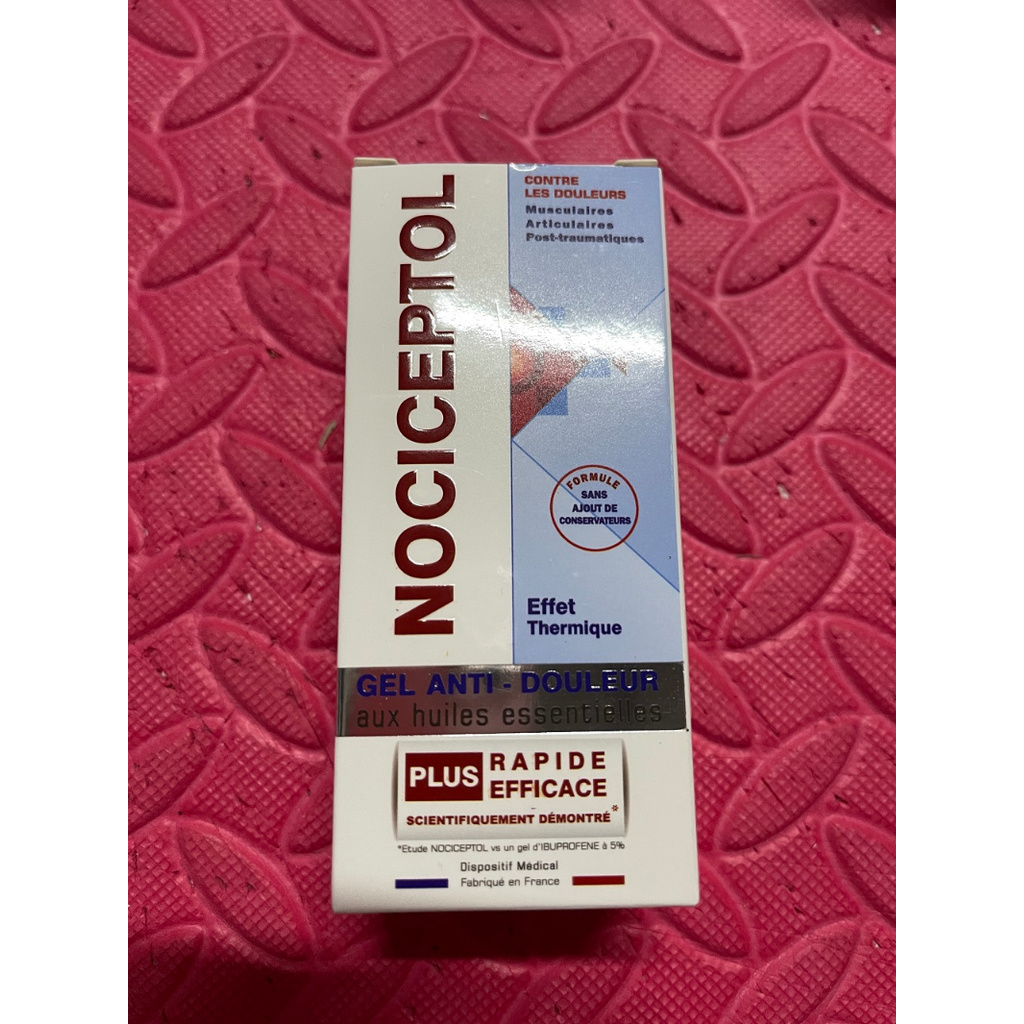 NOCICEPTOL
CONTRE
LES DOULEURS
Musculaires
Articulaires
Post-traumatiques
FORMULE
SANS
AJOUT DE
CONSERVATEURS
Effet
Thermique
GEL ANTI - DOULEUR
aux huiles essentielles
PLUS RAPIDE
EFFICACE
SCIENTIFIQUEMENT DÉMONTRÉ*
*Etude NOCICEPTOL vs un gel d'IBUPROFENE à 5%
Dispositif Médical
Fabriqué en France